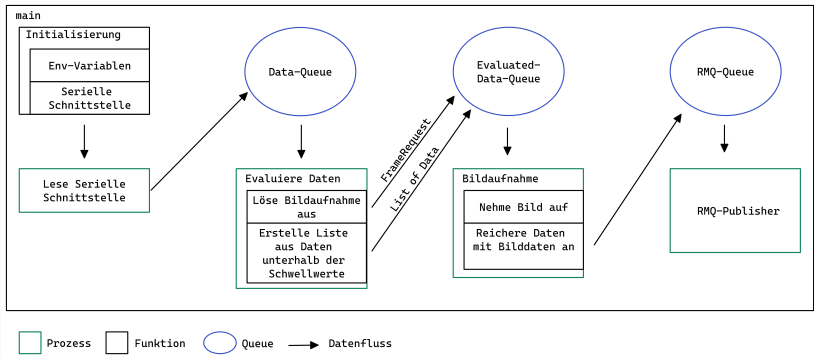 main
Initialisierung
Env-Variablen
Serielle
Schnittstelle
Lese Serielle
Schnittstelle
Data-Queue
Evaluiere Daten
Löse Bildaufnahme
aus
Erstelle Liste
aus Daten
unterhalb der
Schwellwerte
FrameRequest
List of Data
Evaluated-
Data-Queue
Bildaufnahme
Nehme Bild auf
Reichere Daten
mit Bilddaten an
RMQ-Queue
RMQ-Publisher
Prozess
Funktion
Queue
Datenfluss